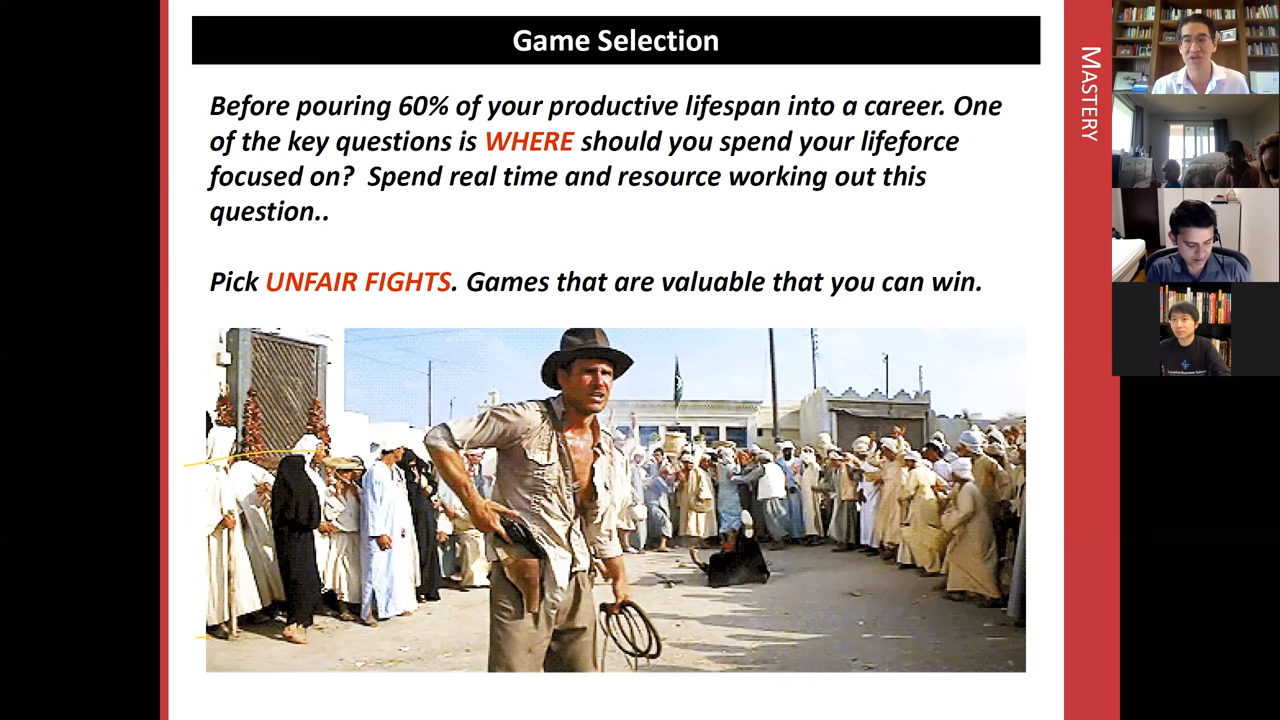 Game Selection
Before pouring 60% of your productive lifespan into a career. One
of the key questions is WHERE should you spend your lifeforce
focused on? Spend real time and resource working out this
question..
Pick UNFAIR FIGHTS. Games that are valuable that you can win.
MASTERY